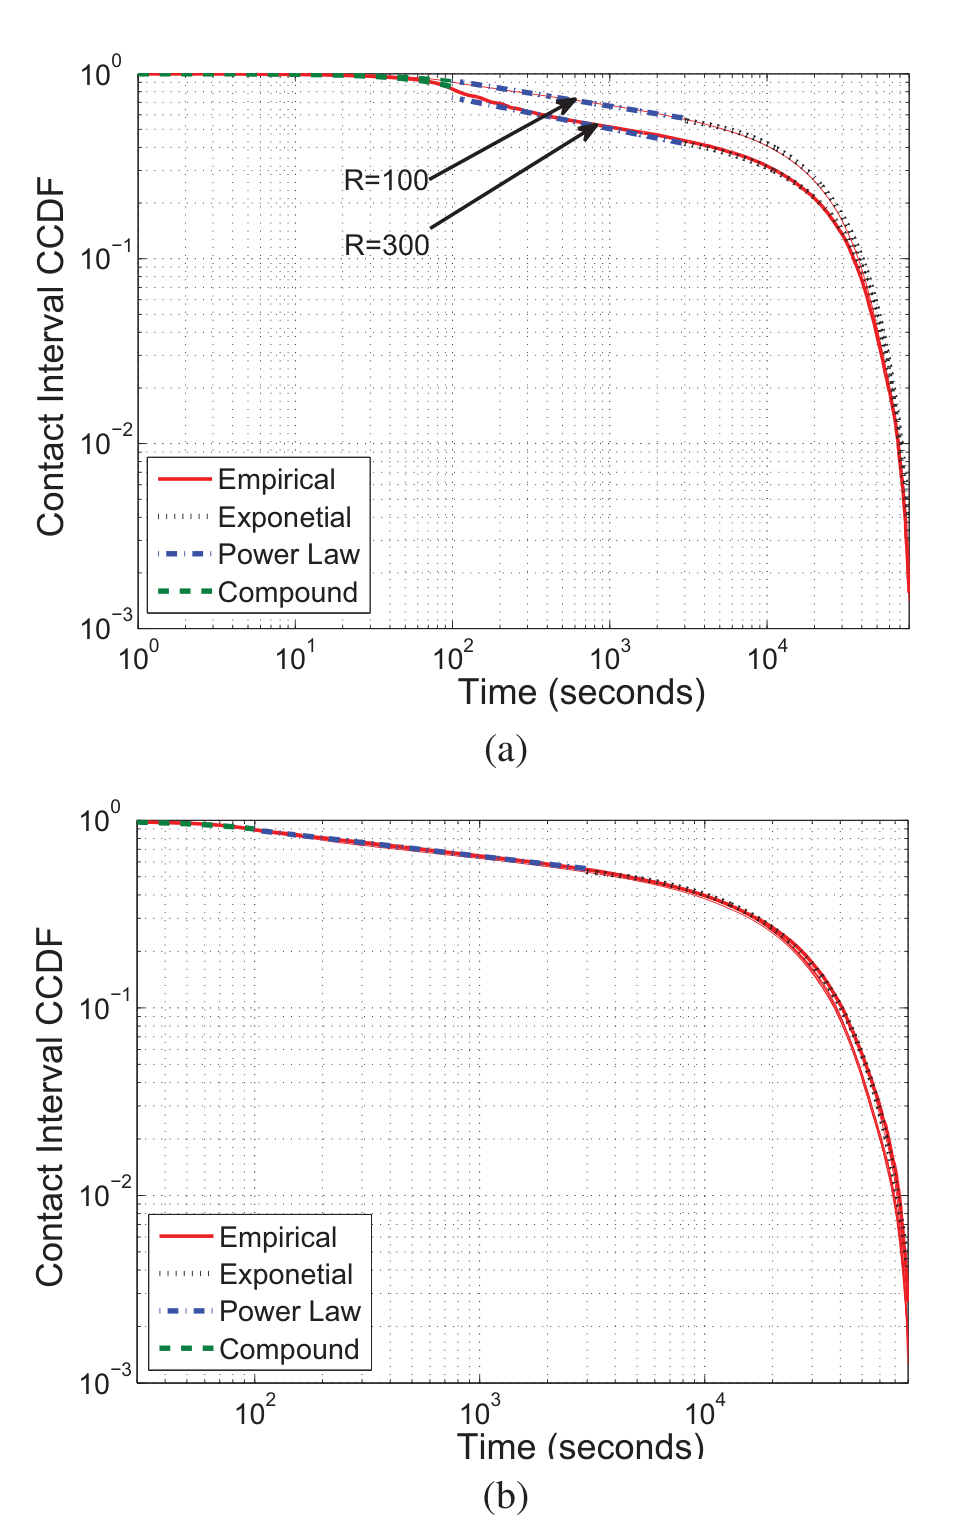 10^0
10^-1
10^-2
10^-3
Contact Interval CCDF
R=100
R=300
Empirical
Exponetial
Power Law
Compound
10^0 10^1 10^2 10^3 10^4
Time (seconds)
(a)
10^0
10^-1
10^-2
10^-3
Contact Interval CCDF
Empirical
Exponetial
Power Law
Compound
10^2 10^3 10^4
Time (seconds)
(b)